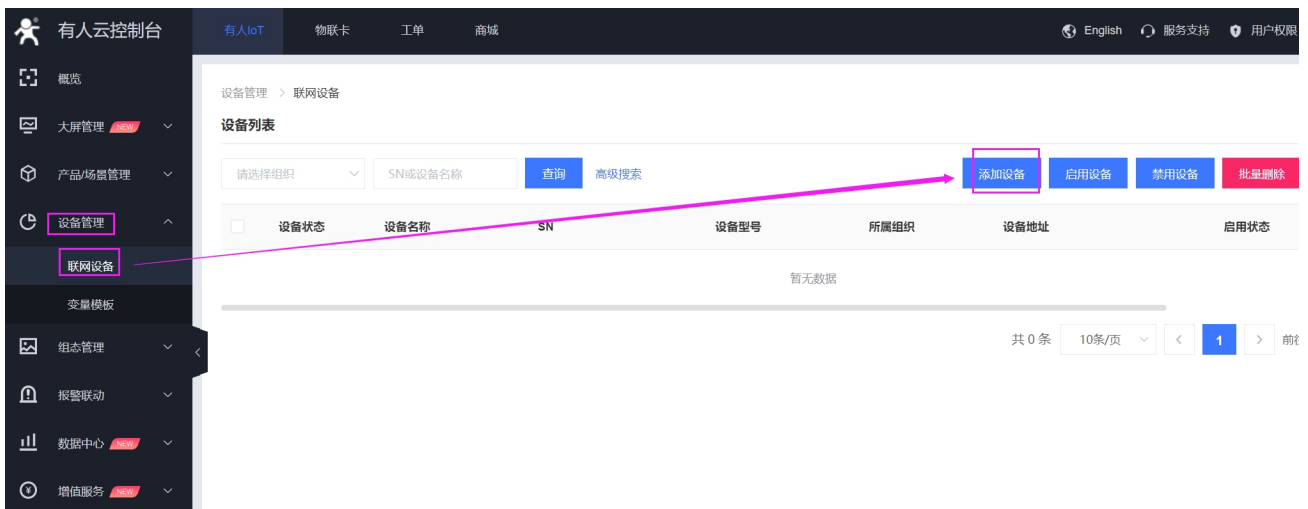 有人云控制台 有人IoT 物联卡 工单 商城 English 服务支持 用户权限
概览
大屏管理 NEW
产品/场景管理
设备管理
联网设备
变量模板
组态管理
报警联动
数据中心 NEW
增值服务 NEW
设备管理 > 联网设备
设备列表
请选择组织 SN或设备名称 查询 高级搜索 添加设备 启用设备 禁用设备 批量删除
设备状态 设备名称 SN 设备型号 所属组织 设备地址 启用状态
暂无数据
共 0 条 10条/页 < 1 > 前往